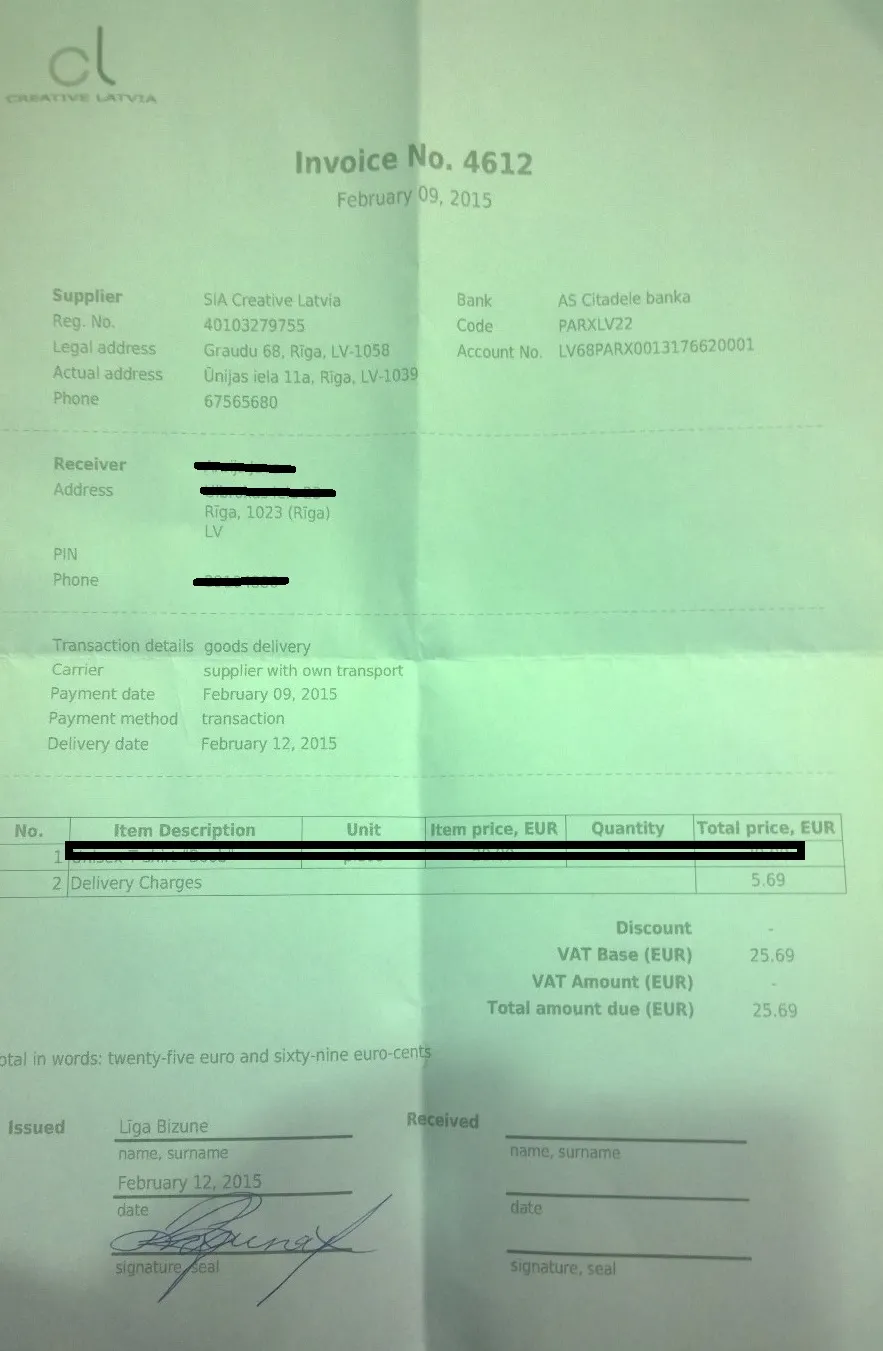 cl
CREATIVE LATVIA
Invoice No. 4612
February 09, 2015
Supplier SIA Creative Latvia
Reg. No. 40103279755
Legal address Graudu 68, Rīga, LV-1058
Actual address Ūnijas iela 11a, Rīga, LV-1039
Phone 67565680
Bank AS Citadele banka
Code PARXLV22
Account No. LV68PARX0013176620001
Receiver
Address
Rīga, 1023 (Rīga)
LV
PIN
Phone
Transaction details goods delivery
Carrier supplier with own transport
Payment date February 09, 2015
Payment method transaction
Delivery date February 12, 2015
No. Item Description Unit Item price, EUR Quantity Total price, EUR
1
2 Delivery Charges 5.69
Discount -
VAT Base (EUR) 25.69
VAT Amount (EUR) -
Total amount due (EUR) 25.69
otal in words: twenty-five euro and sixty-nine euro-cents
Issued Līga Bizune Received
name, surname name, surname
February 12, 2015
date date
signature, seal signature, seal